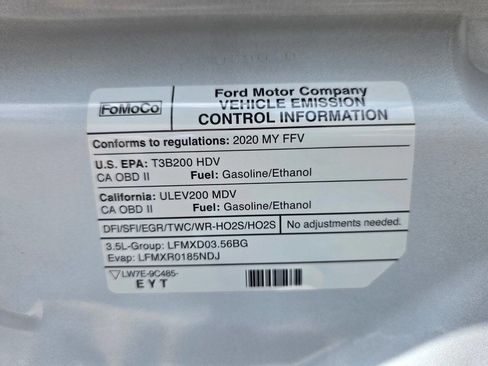 FoMoCo
Ford Motor Company
VEHICLE EMISSION
CONTROL INFORMATION
Conforms to regulations: 2020 MY FFV
U.S. EPA: T3B200 HDV
CA OBD II Fuel: Gasoline/Ethanol
California: ULEV200 MDV
CA OBD II Fuel: Gasoline/Ethanol
DFI/SFI/EGR/TWC/WR-HO2S/HO2S No adjustments needed.
3.5L-Group: LFMXD03.56BG
Evap: LFMXR0185NDJ
LW7E-9C485-
EYT